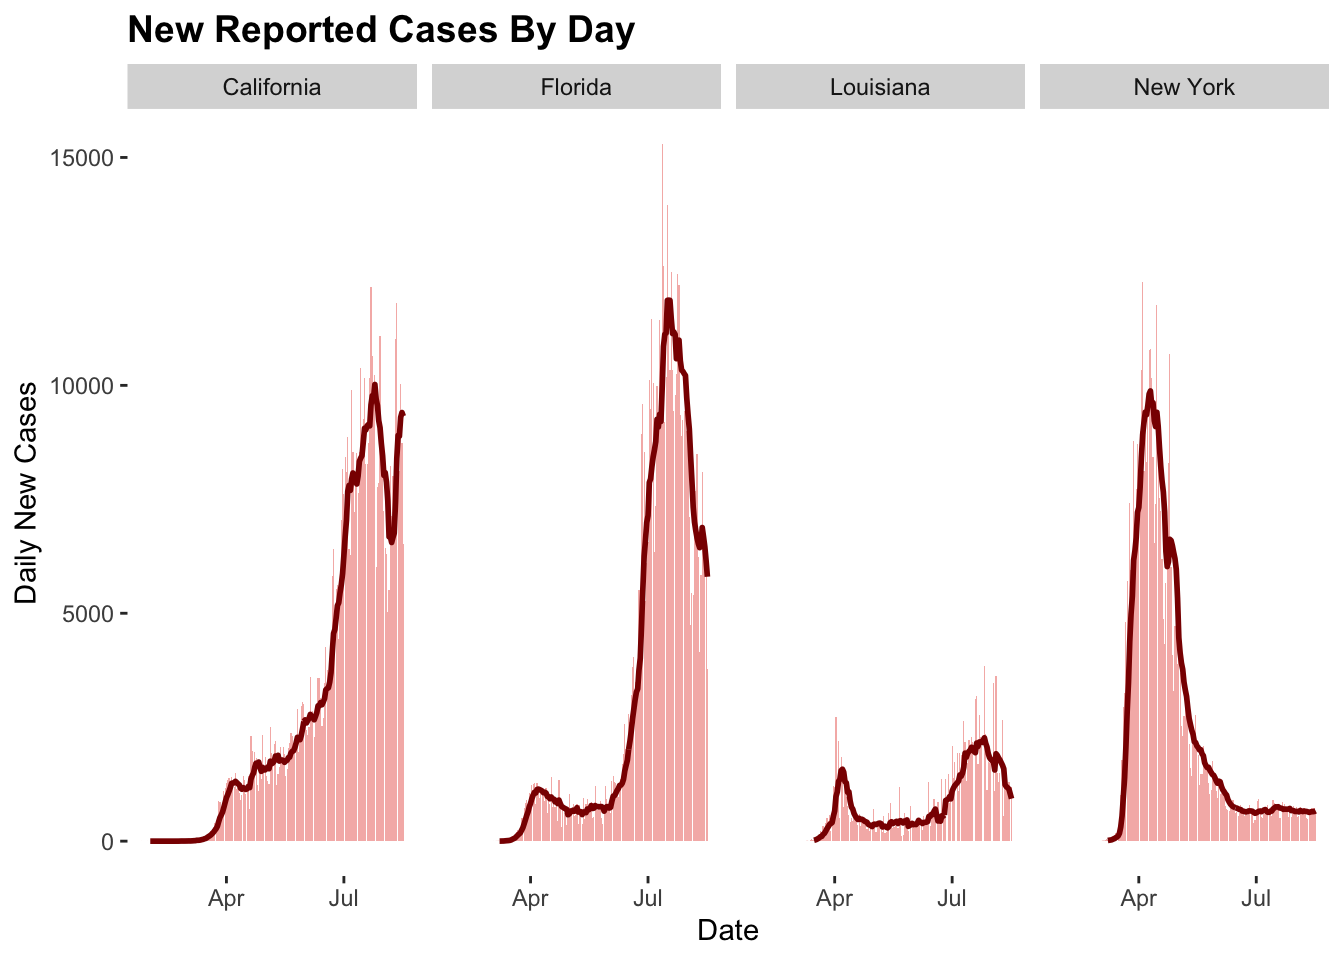 New Reported Cases By Day
California Florida Louisiana New York
15000
10000
5000
0
Daily New Cases
Apr Jul Apr Jul Apr Jul Apr Jul
Date